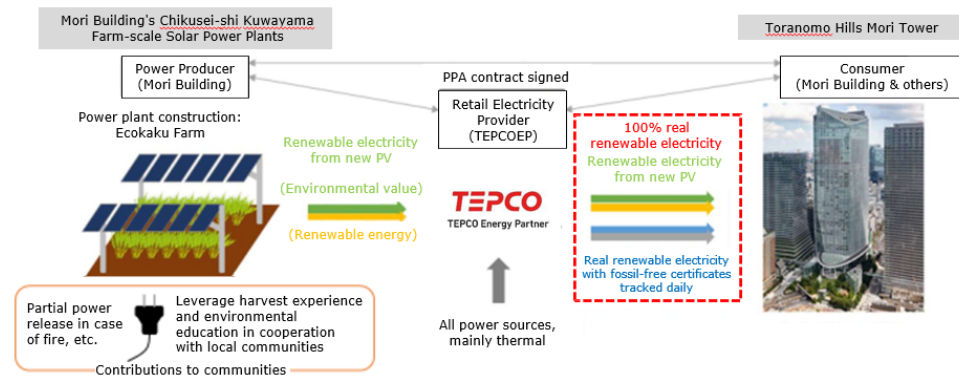 Mori Building's Chikusei-shi Kuwayama
Farm-scale Solar Power Plants
Toranomo Hills Mori Tower
Power Producer
(Mori Building)
PPA contract signed
Consumer
(Mori Building & others)
Retail Electricity
Provider
(TEPCOEP)
Power plant construction:
Ecokaku Farm
Renewable electricity
from new PV
(Environmental value)
(Renewable energy)
TEPCO
TEPCO Energy Partner
100% real
renewable electricity
Renewable electricity
from new PV
Real renewable electricity
with fossil-free certificates
tracked daily
All power sources,
mainly thermal
Partial power
release in case
of fire, etc.
Leverage harvest experience
and environmental
education in cooperation
with local communities
Contributions to communities